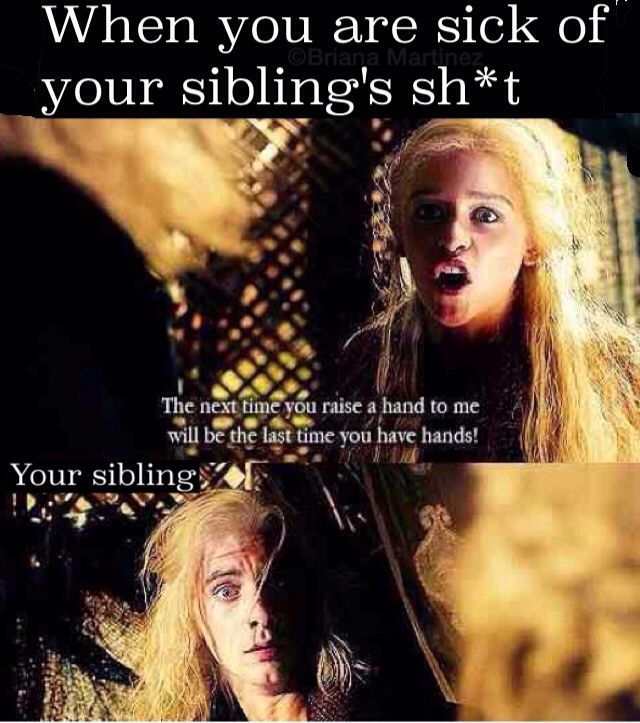 When you are sick of
©Briana Martinez
your sibling's sh*t
The next time you raise a hand to me
will be the last time you have hands!
Your sibling